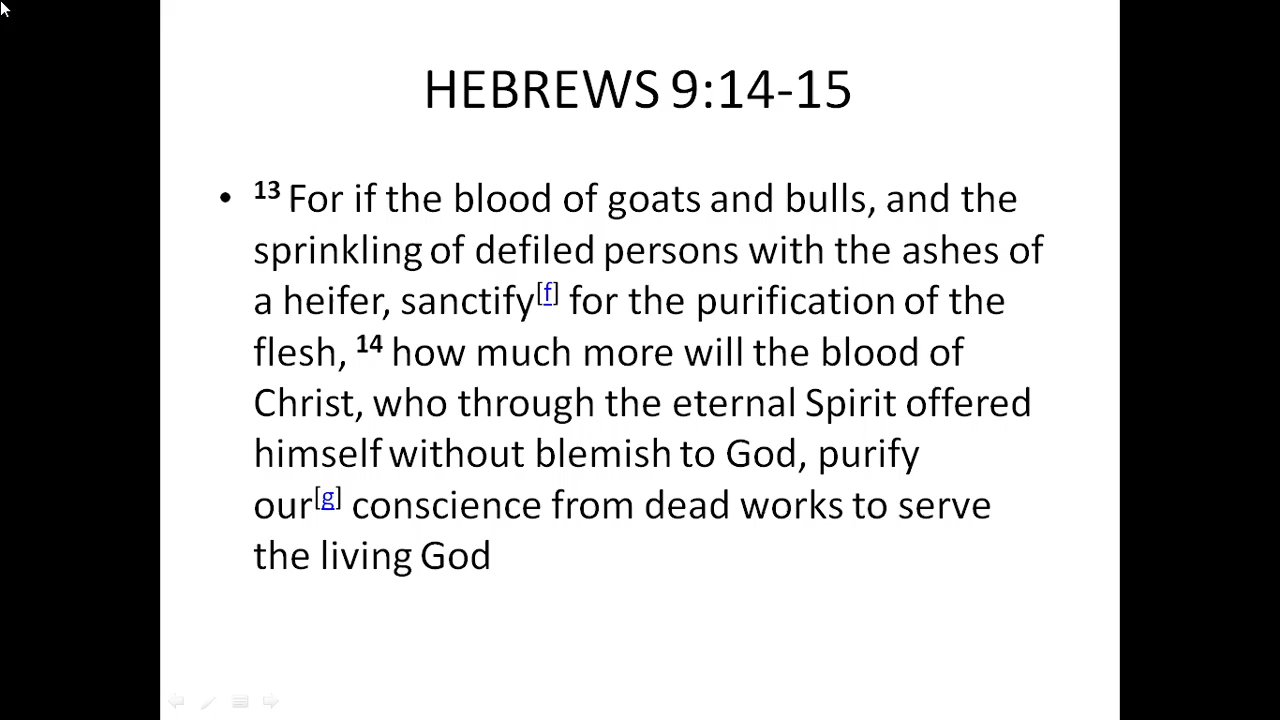 HEBREWS 9:14-15
• 13 For if the blood of goats and bulls, and the
sprinkling of defiled persons with the ashes of
a heifer, sanctify[f] for the purification of the
flesh, 14 how much more will the blood of
Christ, who through the eternal Spirit offered
himself without blemish to God, purify
our[g] conscience from dead works to serve
the living God